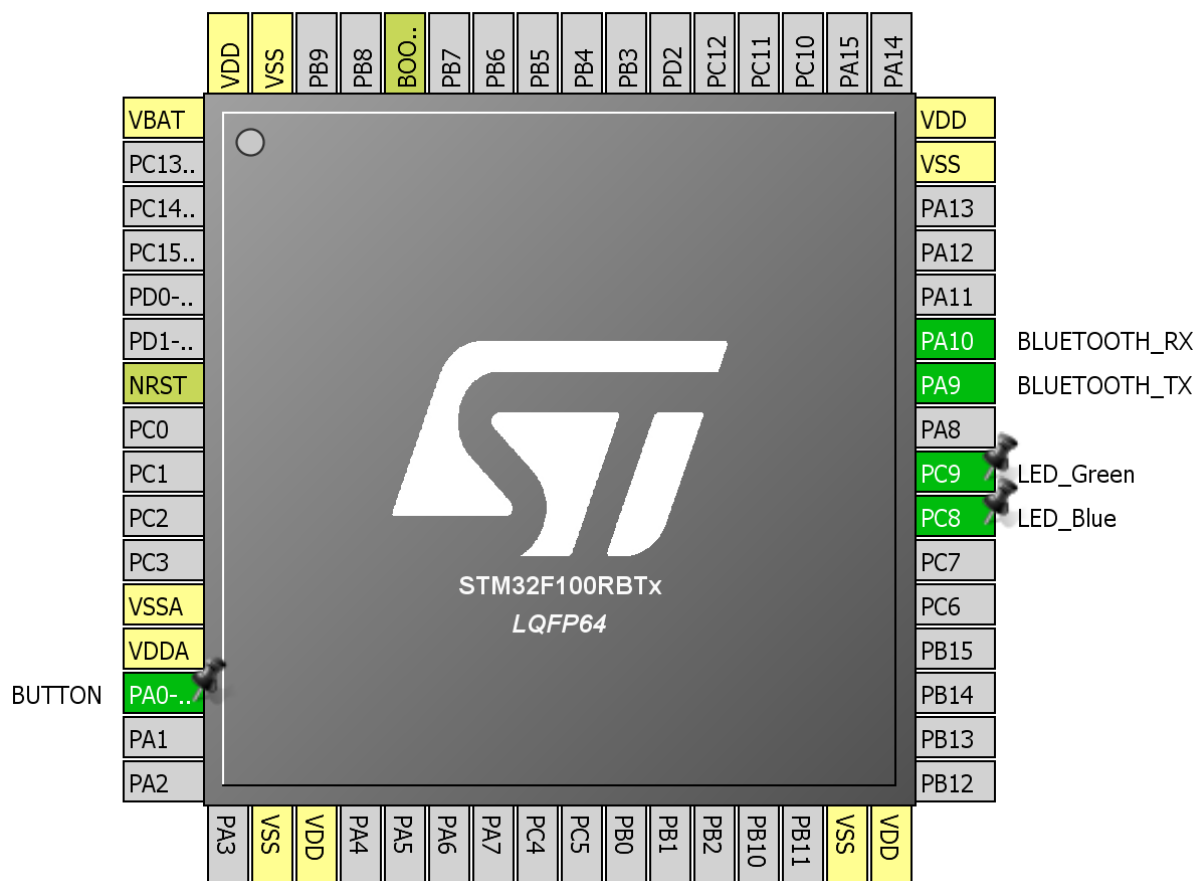 VDD
VSS
PB9
PB8
BOO..
PB7
PB6
PB5
PB4
PB3
PD2
PC12
PC11
PC10
PA15
PA14
VBAT
PC13..
PC14..
PC15..
PD0-..
PD1-..
NRST
PC0
PC1
PC2
PC3
VSSA
VDDA
BUTTON PA0-..
PA1
PA2
STM32F100RBTx
LQFP64
VDD
VSS
PA13
PA12
PA11
PA10 BLUETOOTH_RX
PA9 BLUETOOTH_TX
PA8
PC9 LED_Green
PC8 LED_Blue
PC7
PC6
PB15
PB14
PB13
PB12
PA3
VSS
VDD
PA4
PA5
PA6
PA7
PC4
PC5
PB0
PB1
PB2
PB10
PB11
VSS
VDD